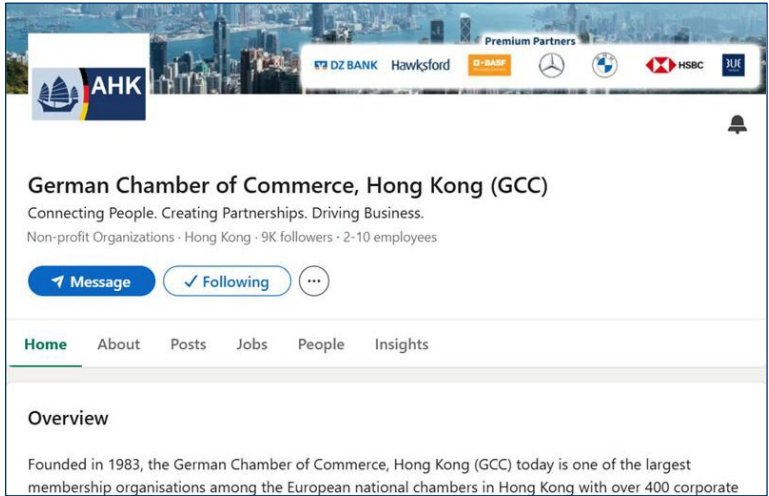 Premium Partners
DZ BANK Hawksford D-BASF HSBC
AHK
German Chamber of Commerce, Hong Kong (GCC)
Connecting People. Creating Partnerships. Driving Business.
Non-profit Organizations · Hong Kong · 9K followers · 2-10 employees
Message ✓ Following ...
Home About Posts Jobs People Insights
Overview
Founded in 1983, the German Chamber of Commerce, Hong Kong (GCC) today is one of the largest
membership organisations among the European national chambers in Hong Kong with over 400 corporate